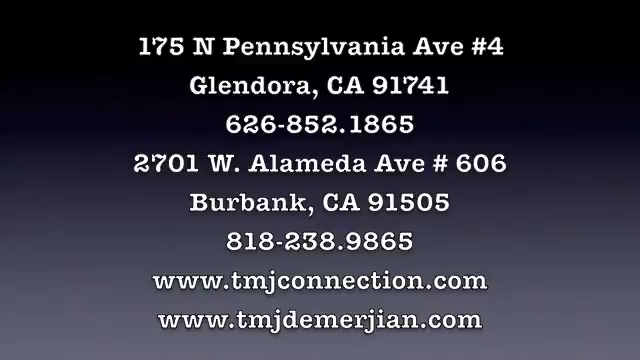 175 N Pennsylvania Ave #4
Glendora, CA 91741
626-852.1865
2701 W. Alameda Ave # 606
Burbank, CA 91505
818-238.9865
www.tmjconnection.com
www.tmjdemerjian.com